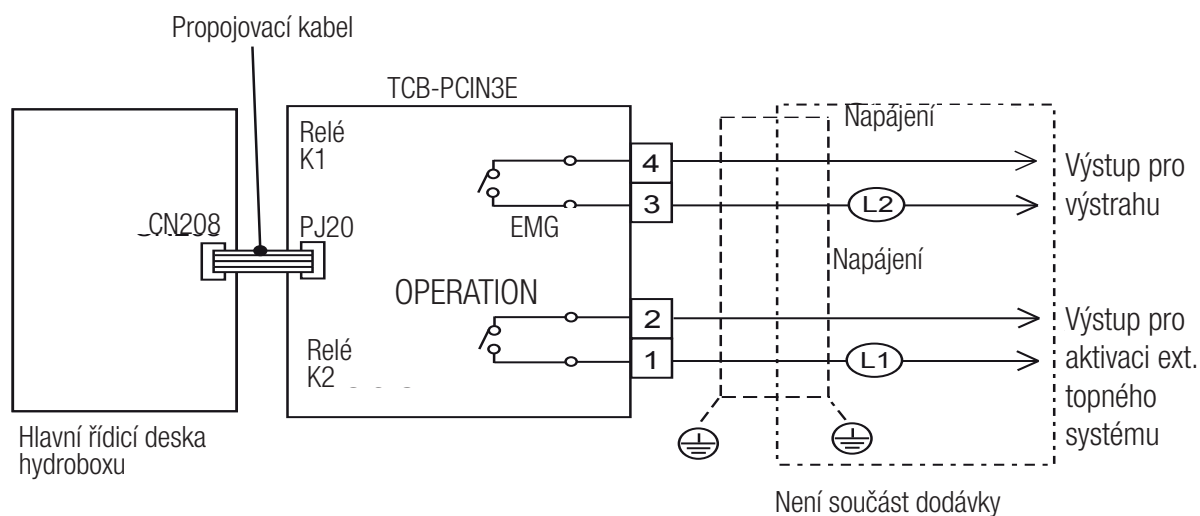 Propojovací kabel
TCB-PCIN3E
Napájení
Relé
K1
4
Výstup pro
výstrahu
3
L2
CN208
PJ20
EMG
Napájení
OPERATION
2
Výstup pro
aktivaci ext.
topného
systému
Relé
K2
1
L1
Hlavní řídicí deska
hydroboxu
Není součást dodávky